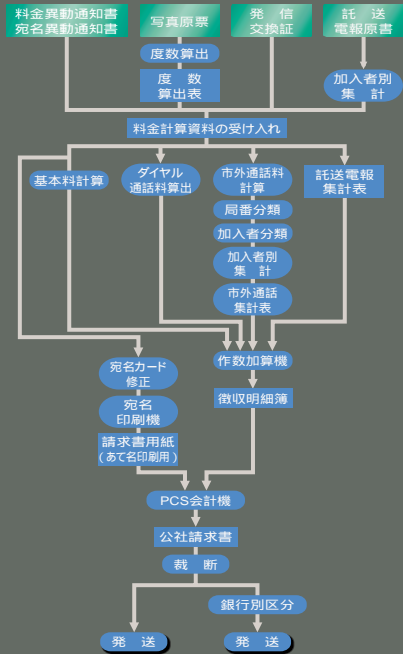 料金異動通知書
宛名異動通知書
写真原票
発信
交換証
託送
電報原書
度数算出
度数
算出表
加入者別
集計
料金計算資料の受け入れ
基本料計算
ダイヤル
通話料算出
市外通話料
計算
託送電報
集計表
局番分類
加入者分類
加入者別
集計
市外通話
集計表
宛名カード
修正
作数加算機
宛名
印刷機
徴収明細簿
請求書用紙
(あて名印刷用)
PCS会計機
公社請求書
裁断
銀行別区分
発送
発送